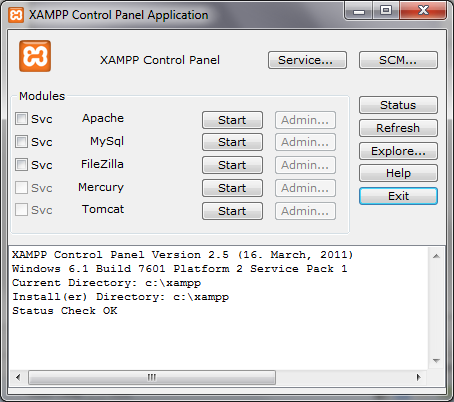 XAMPP Control Panel Application
XAMPP Control Panel
Service...
SCM...
Modules
Svc Apache Start Admin...
Svc MySql Start Admin...
Svc FileZilla Start Admin...
Svc Mercury Start Admin...
Svc Tomcat Start Admin...
Status
Refresh
Explore...
Help
Exit
XAMPP Control Panel Version 2.5 (16. March, 2011)
Windows 6.1 Build 7601 Platform 2 Service Pack 1
Current Directory: c:\xampp
Install(er) Directory: c:\xampp
Status Check OK